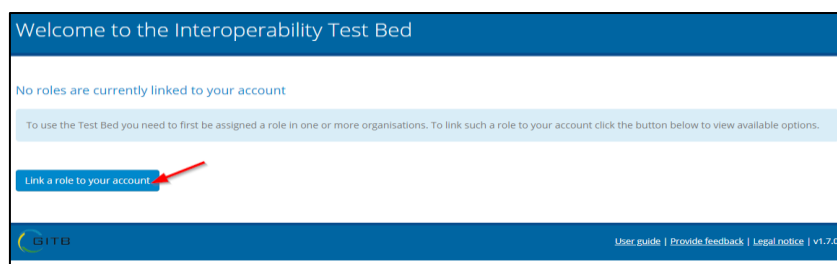 Welcome to the Interoperability Test Bed
No roles are currently linked to your account
To use the Test Bed you need to first be assigned a role in one or more organisations. To link such a role to your account click the button below to view available options.
Link a role to your account
GITB
User guide | Provide feedback | Legal notice | v1.7.0